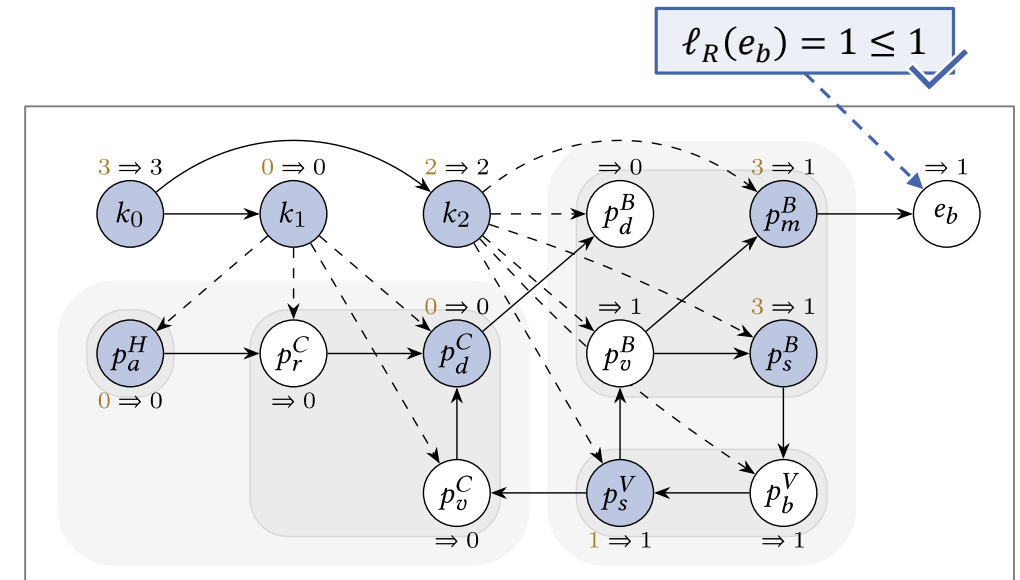 ℓ_R(e_b) = 1 ≤ 1
3 ⇒ 3
0 ⇒ 0
2 ⇒ 2
⇒ 0
3 ⇒ 1
⇒ 1
k_0
k_1
k_2
p_d^B
p_m^B
e_b
0 ⇒ 0
⇒ 1
3 ⇒ 1
p_a^H
p_r^C
p_d^C
p_v^B
p_s^B
0 ⇒ 0
⇒ 0
p_v^C
p_s^V
p_b^V
⇒ 0
1 ⇒ 1
⇒ 1